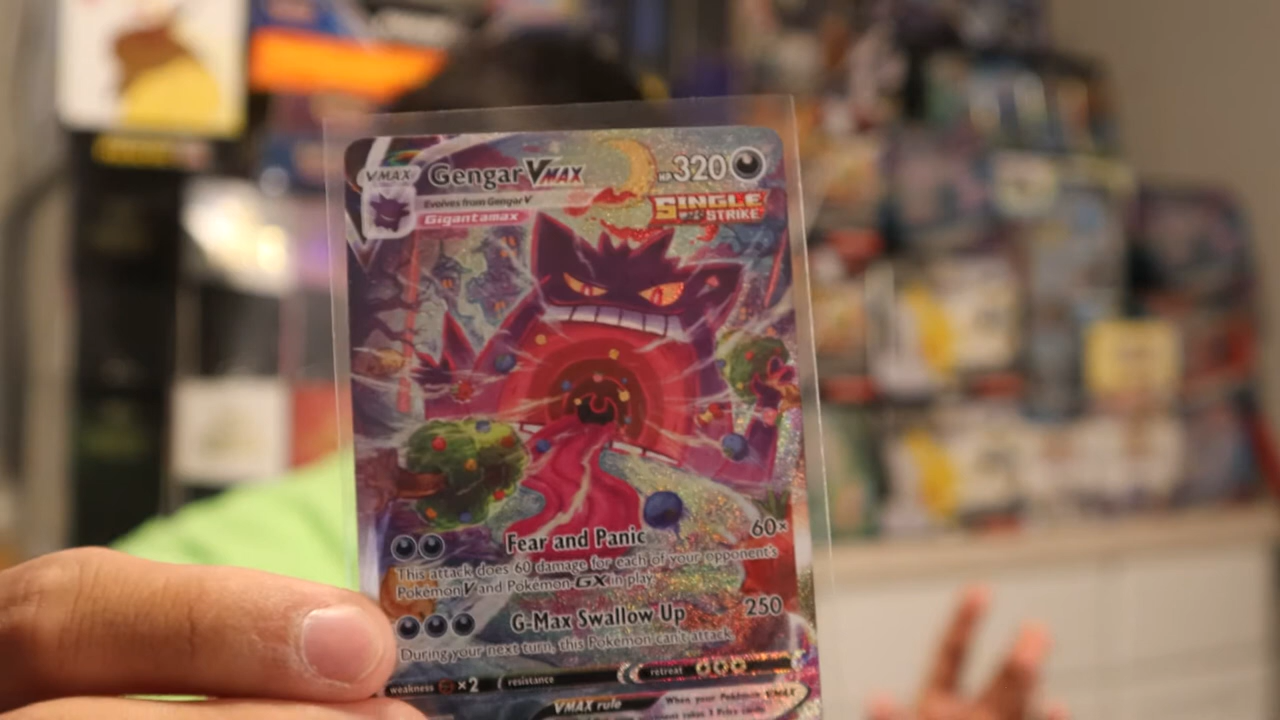 VMAX Gengar VMAX HP 320
Evolves from Gengar V
Gigantamax SINGLE STRIKE
Fear and Panic 60×
This attack does 60 damage for each of your opponent's
Pokémon V and Pokémon-GX in play.
G-Max Swallow Up 250
During your next turn, this Pokémon can't attack.
weakness ×2 resistance retreat
VMAX rule When your Pokémon VMAX
takes 3 Prize cards